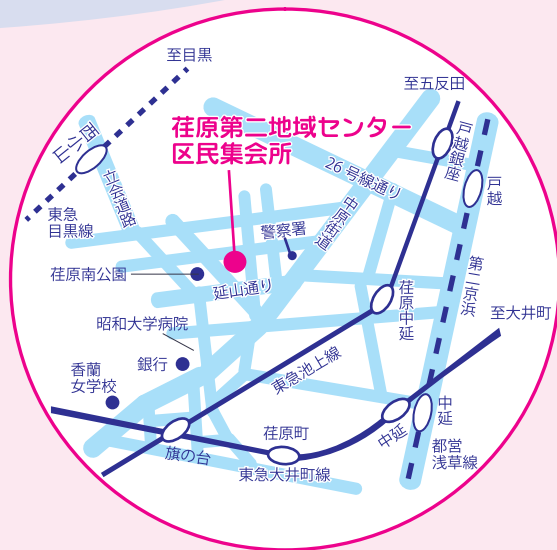 至目黒
至五反田
西小山
荏原第二地域センター
区民集会所
戸越銀座
26号線通り
戸越
立会道路
中原街道
東急
目黒線
警察署
荏原南公園
延山通り
第二京浜
荏原中延
至大井町
昭和大学病院
東急池上線
銀行
香蘭
女学校
中延
中延
荏原町
旗の台
東急大井町線
都営
浅草線